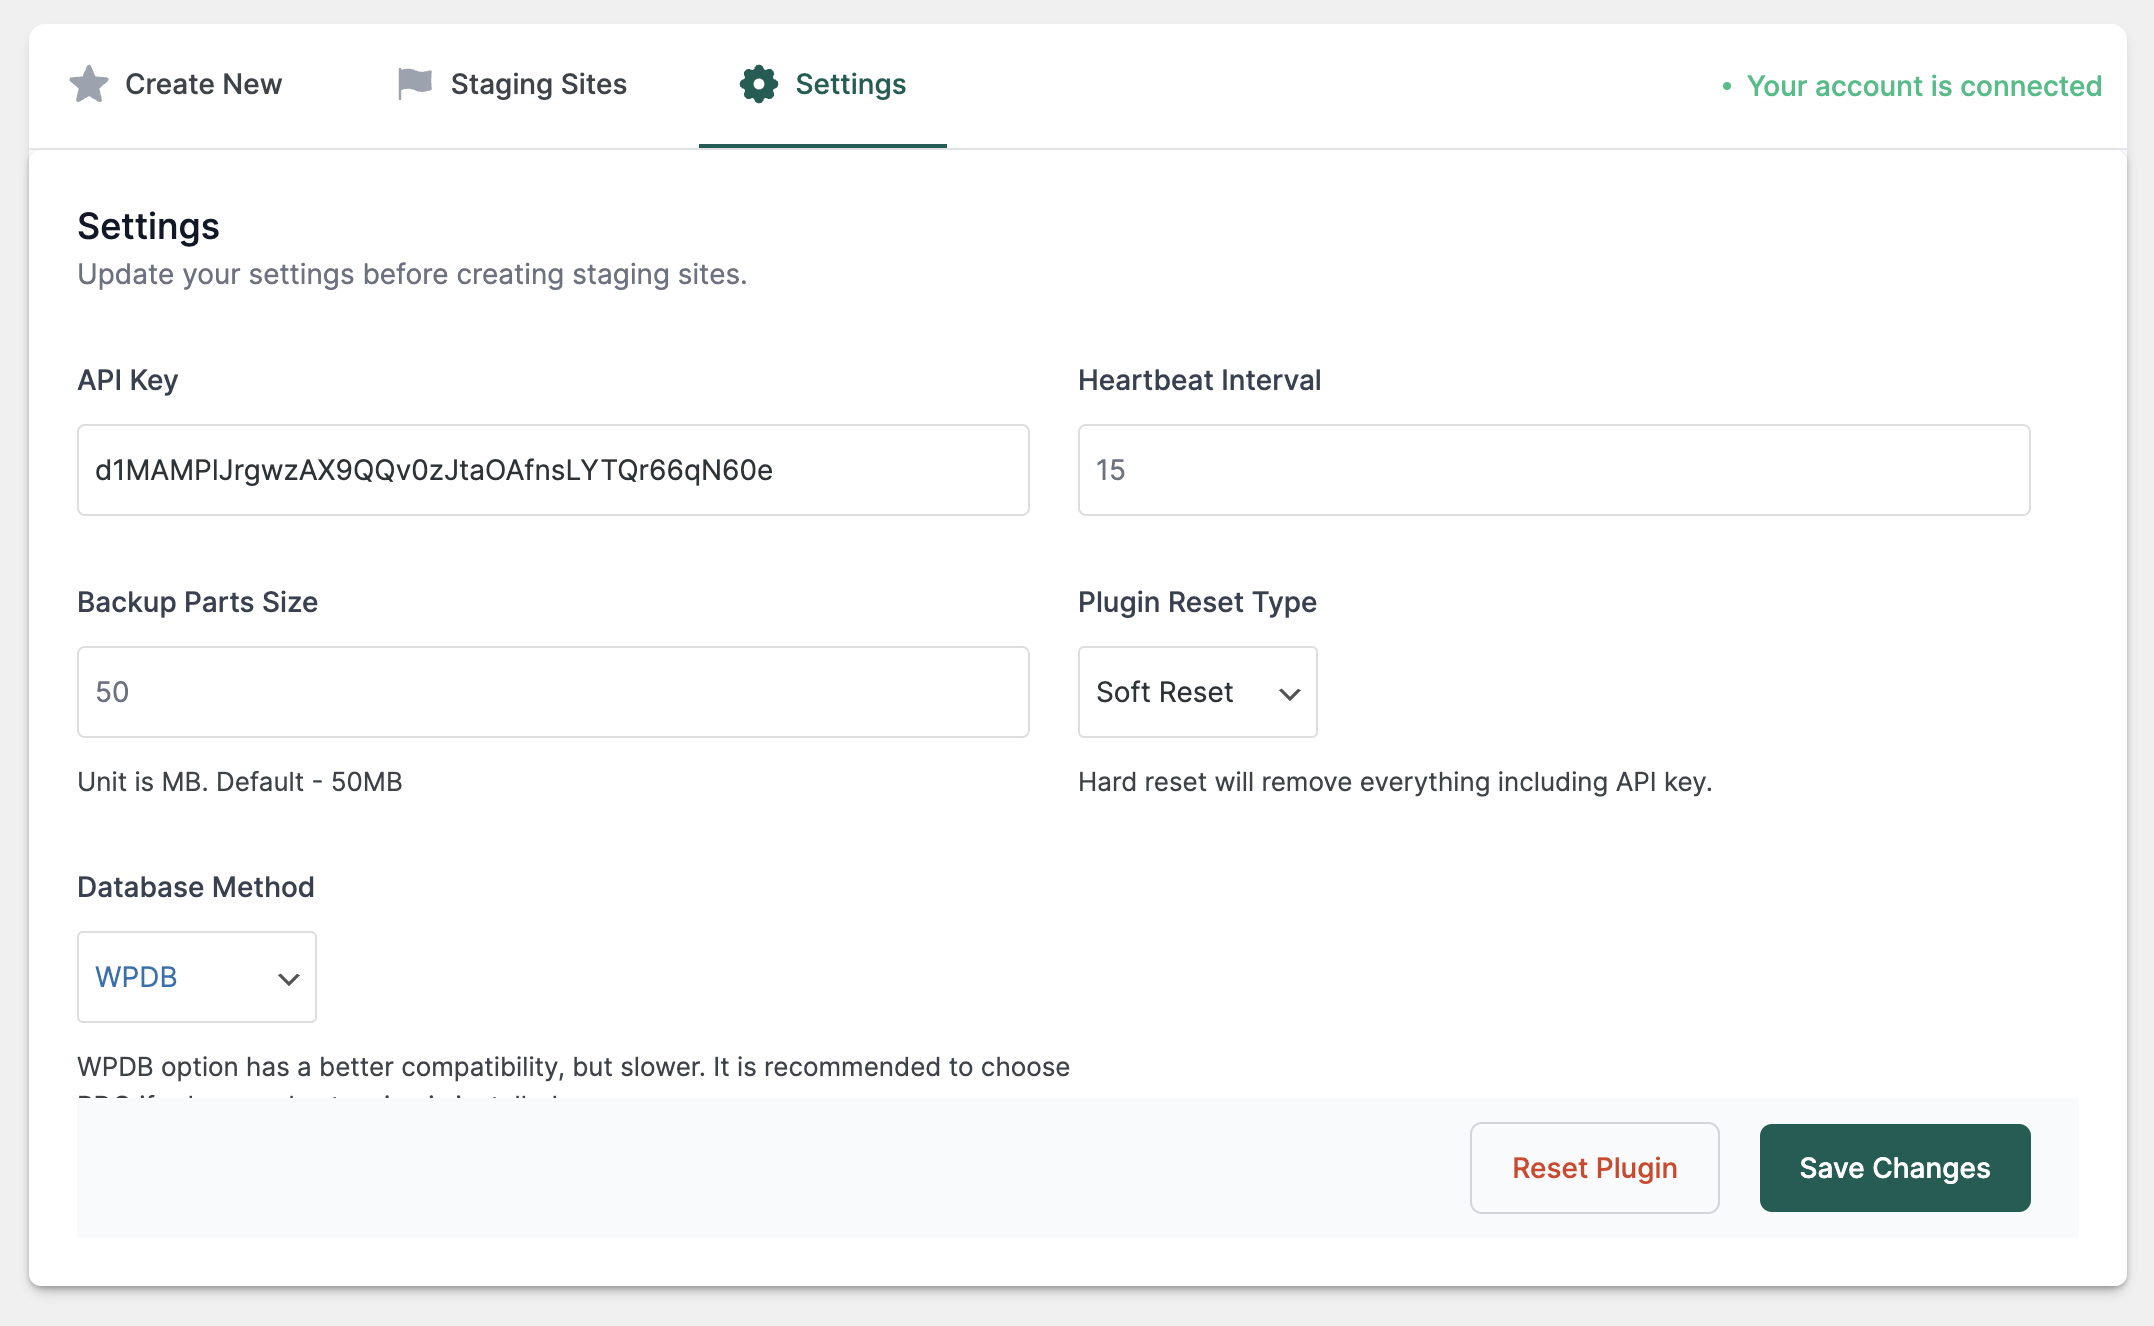 Create New
Staging Sites
Settings
• Your account is connected
Settings
Update your settings before creating staging sites.
API Key
Heartbeat Interval
d1MAMPIJrgwzAX9QQv0zJtaOAfnsLYTQr66qN60e
15
Backup Parts Size
Plugin Reset Type
50
Soft Reset
Unit is MB. Default - 50MB
Hard reset will remove everything including API key.
Database Method
WPDB
WPDB option has a better compatibility, but slower. It is recommended to choose
Reset Plugin
Save Changes